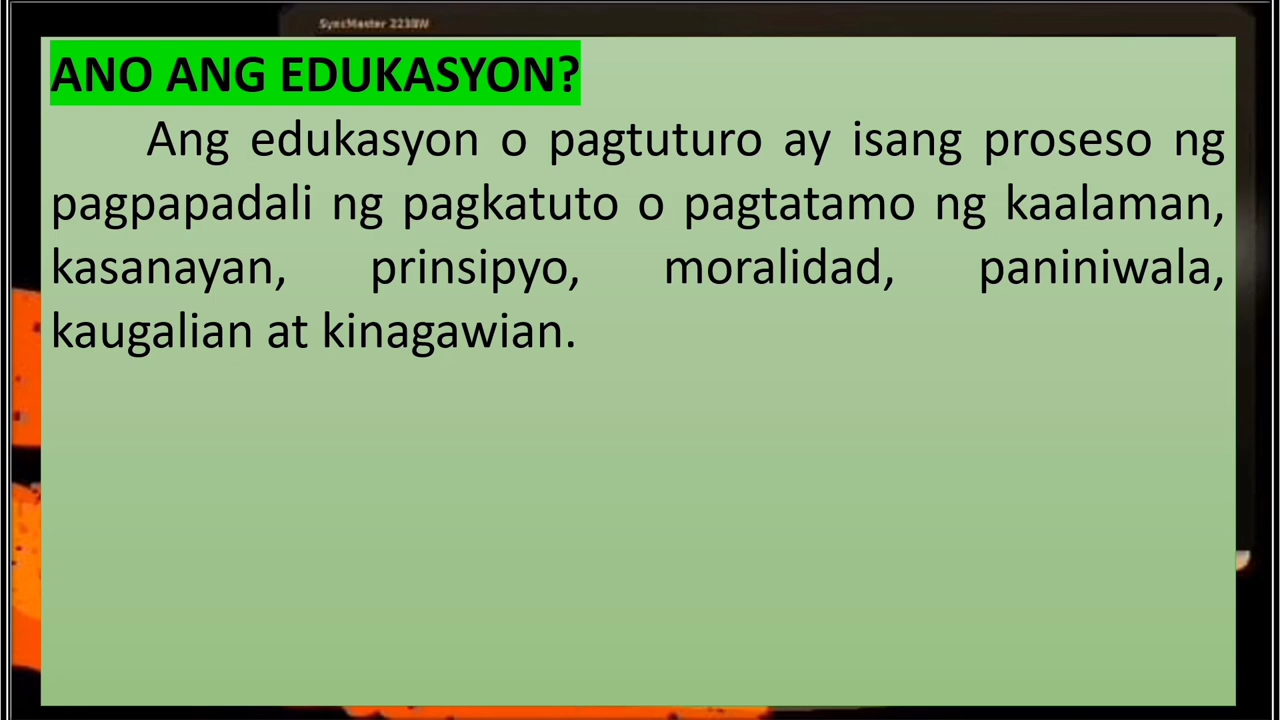 SyncMaster 2233SW
ANO ANG EDUKASYON?
Ang edukasyon o pagtuturo ay isang proseso ng
pagpapadali ng pagkatuto o pagtatamo ng kaalaman,
kasanayan, prinsipyo, moralidad, paniniwala,
kaugalian at kinagawian.